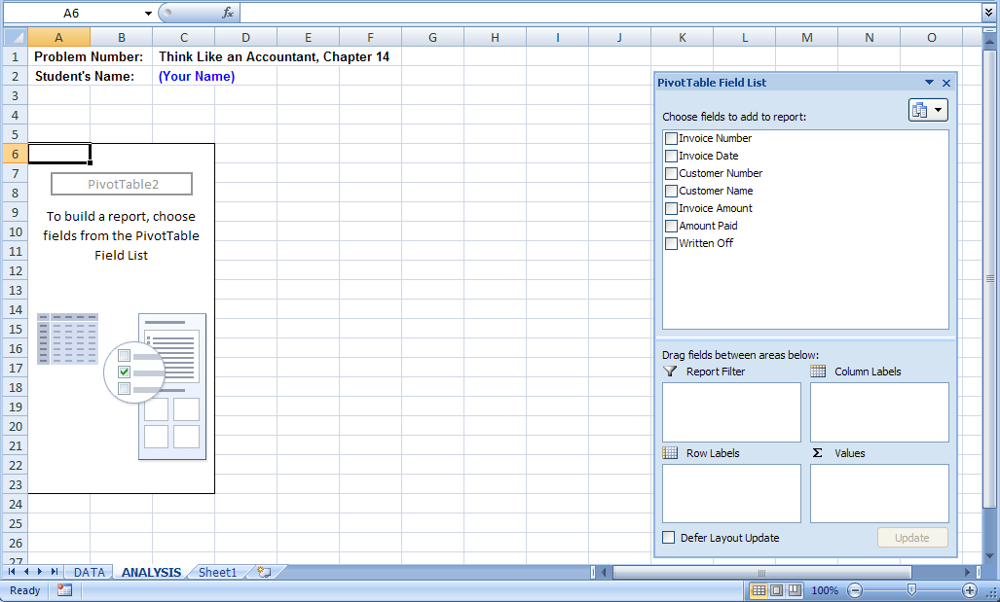 A6
fx
A B C D E F G H I J K L M N O
1 Problem Number: Think Like an Accountant, Chapter 14
2 Student's Name: (Your Name)
3
4
5
6
7
8
9
10
11
12
13
14
15
16
17
18
19
20
21
22
23
24
25
26
27
PivotTable2
To build a report, choose
fields from the PivotTable
Field List
PivotTable Field List
Choose fields to add to report:
Invoice Number
Invoice Date
Customer Number
Customer Name
Invoice Amount
Amount Paid
Written Off
Drag fields between areas below:
Report Filter Column Labels
Row Labels Σ Values
Defer Layout Update Update
DATA ANALYSIS Sheet1
Ready 100%